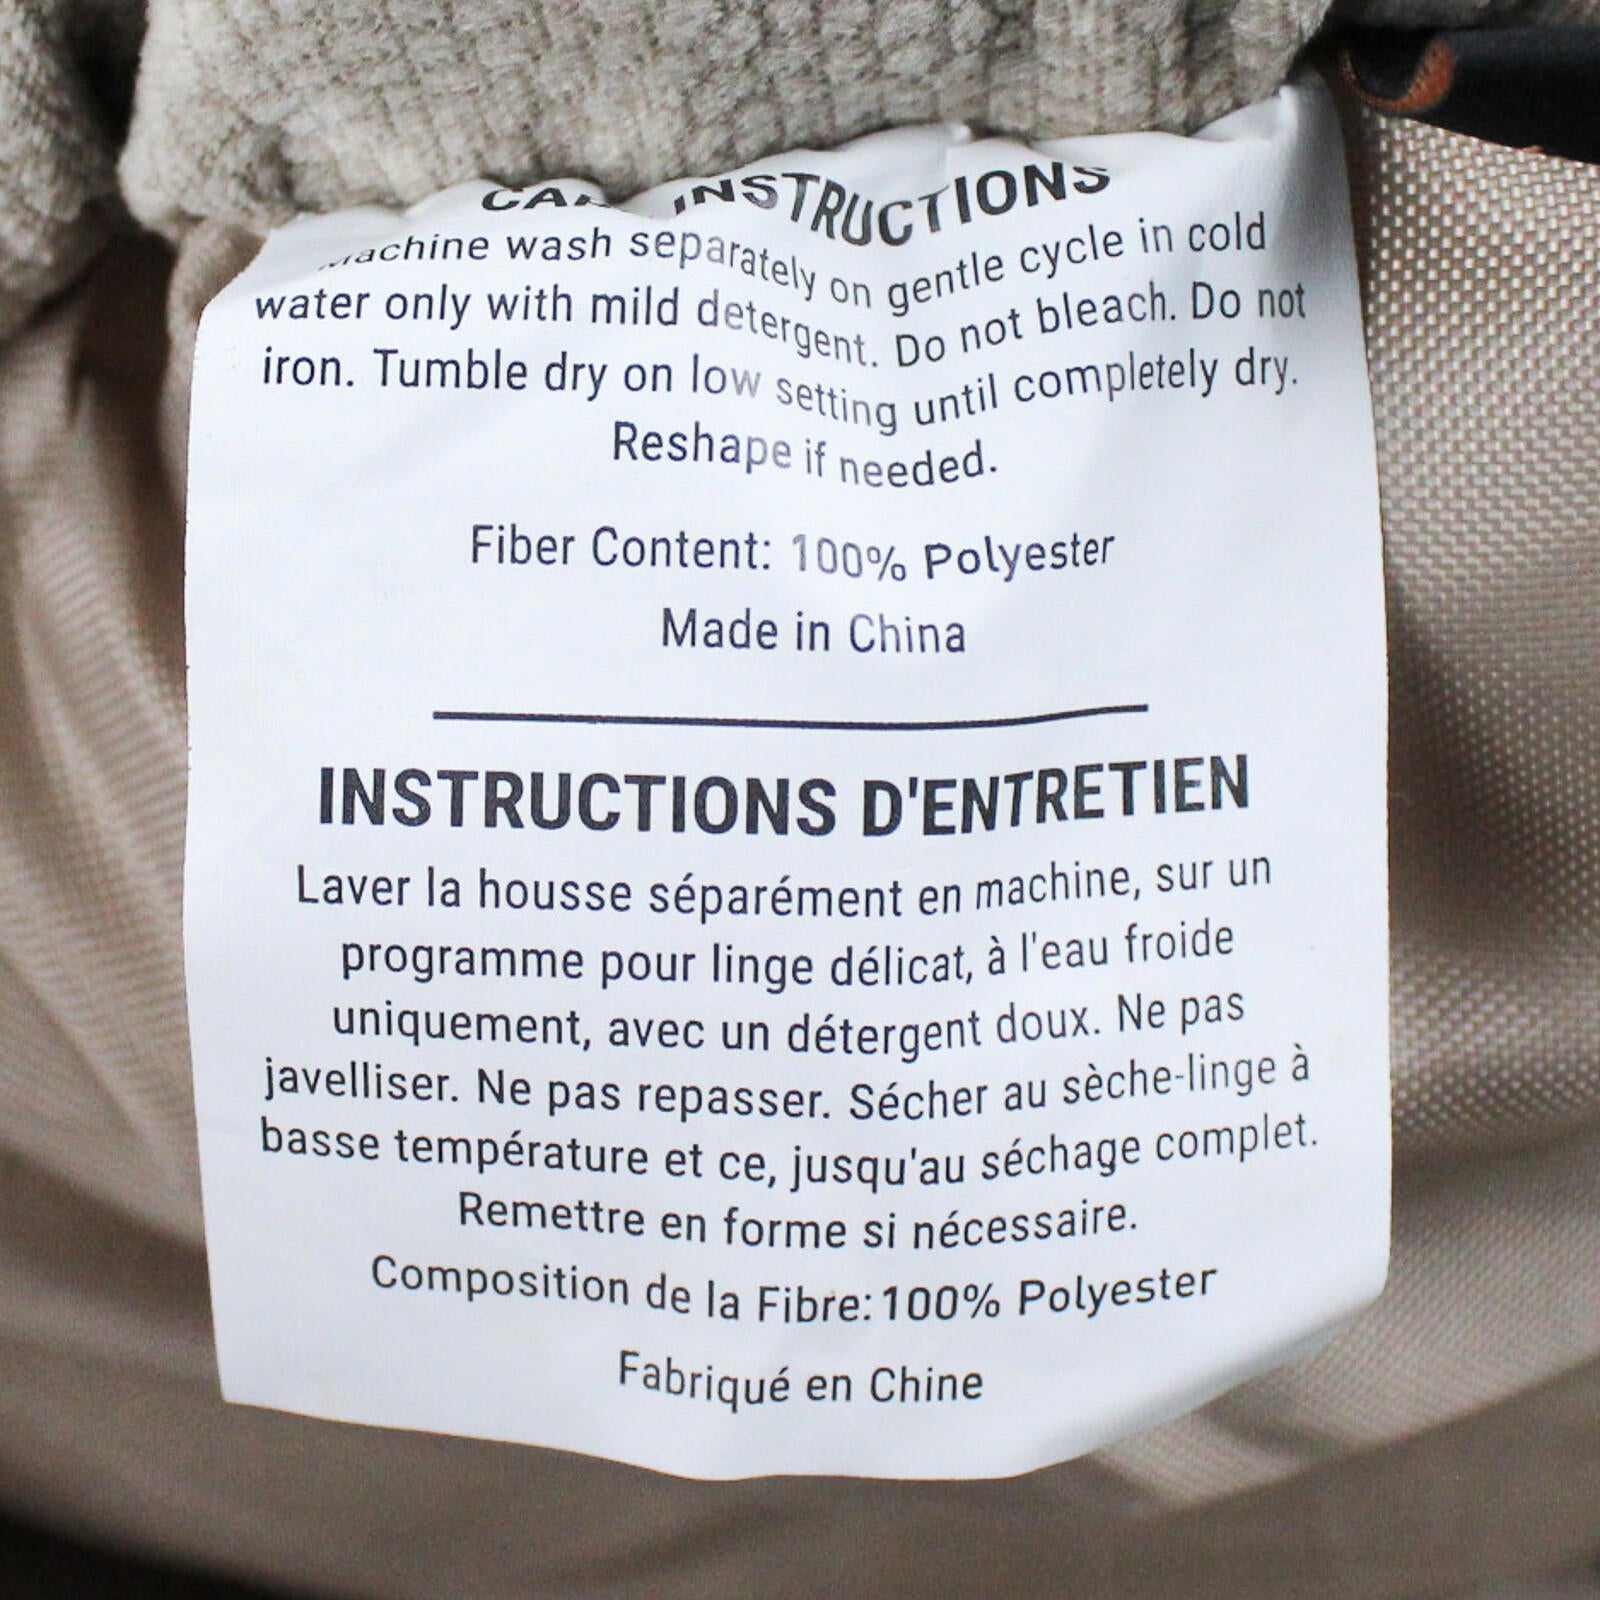 CARE INSTRUCTIONS
Machine wash separately on gentle cycle in cold
water only with mild detergent. Do not bleach. Do not
iron. Tumble dry on low setting until completely dry.
Reshape if needed.
Fiber Content: 100% Polyester
Made in China
INSTRUCTIONS D'ENTRETIEN
Laver la housse séparément en machine, sur un
programme pour linge délicat, à l'eau froide
uniquement, avec un détergent doux. Ne pas
javelliser. Ne pas repasser. Sécher au sèche-linge à
basse température et ce, jusqu'au séchage complet.
Remettre en forme si nécessaire.
Composition de la Fibre: 100% Polyester
Fabriqué en Chine